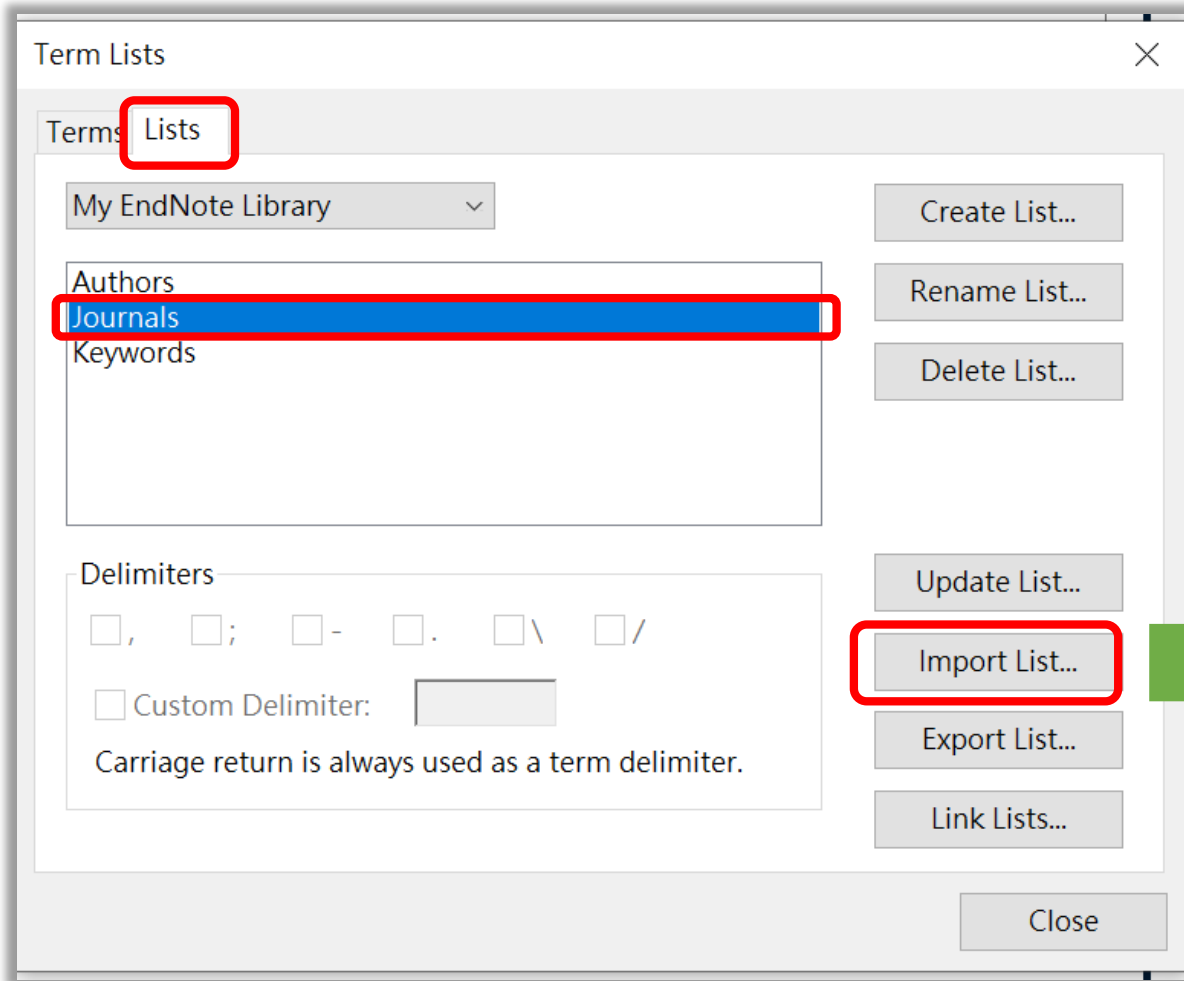 Term Lists
Terms Lists
My EndNote Library
Create List...
Authors
Rename List...
Journals
Keywords
Delete List...
Delimiters
Update List...
, ; - . \ /
Import List...
Custom Delimiter:
Export List...
Carriage return is always used as a term delimiter.
Link Lists...
Close